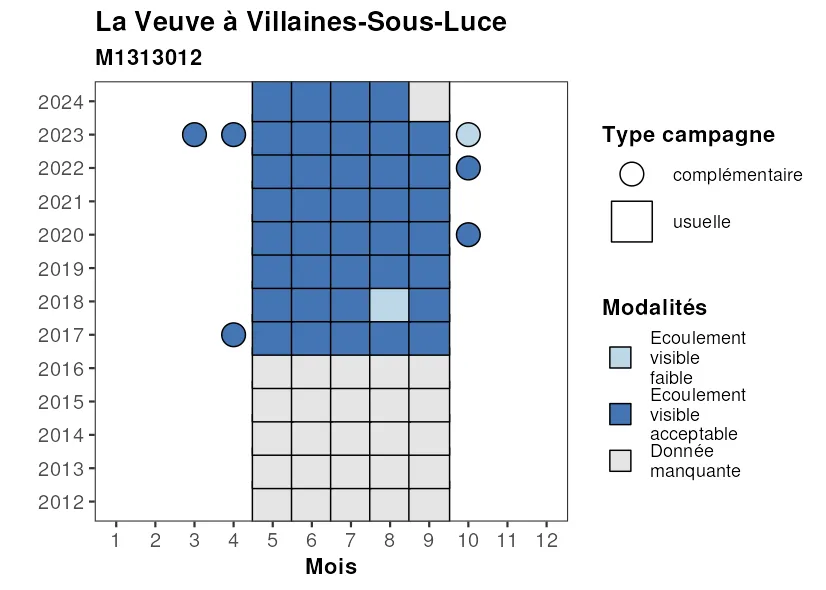 La Veuve à Villaines-Sous-Luce
M1313012
2024
2023
2022
2021
2020
2019
2018
2017
2016
2015
2014
2013
2012
1 2 3 4 5 6 7 8 9 10 11 12
Mois
Type campagne
complémentaire
usuelle
Modalités
Ecoulement
visible
faible
Ecoulement
visible
acceptable
Donnée
manquante